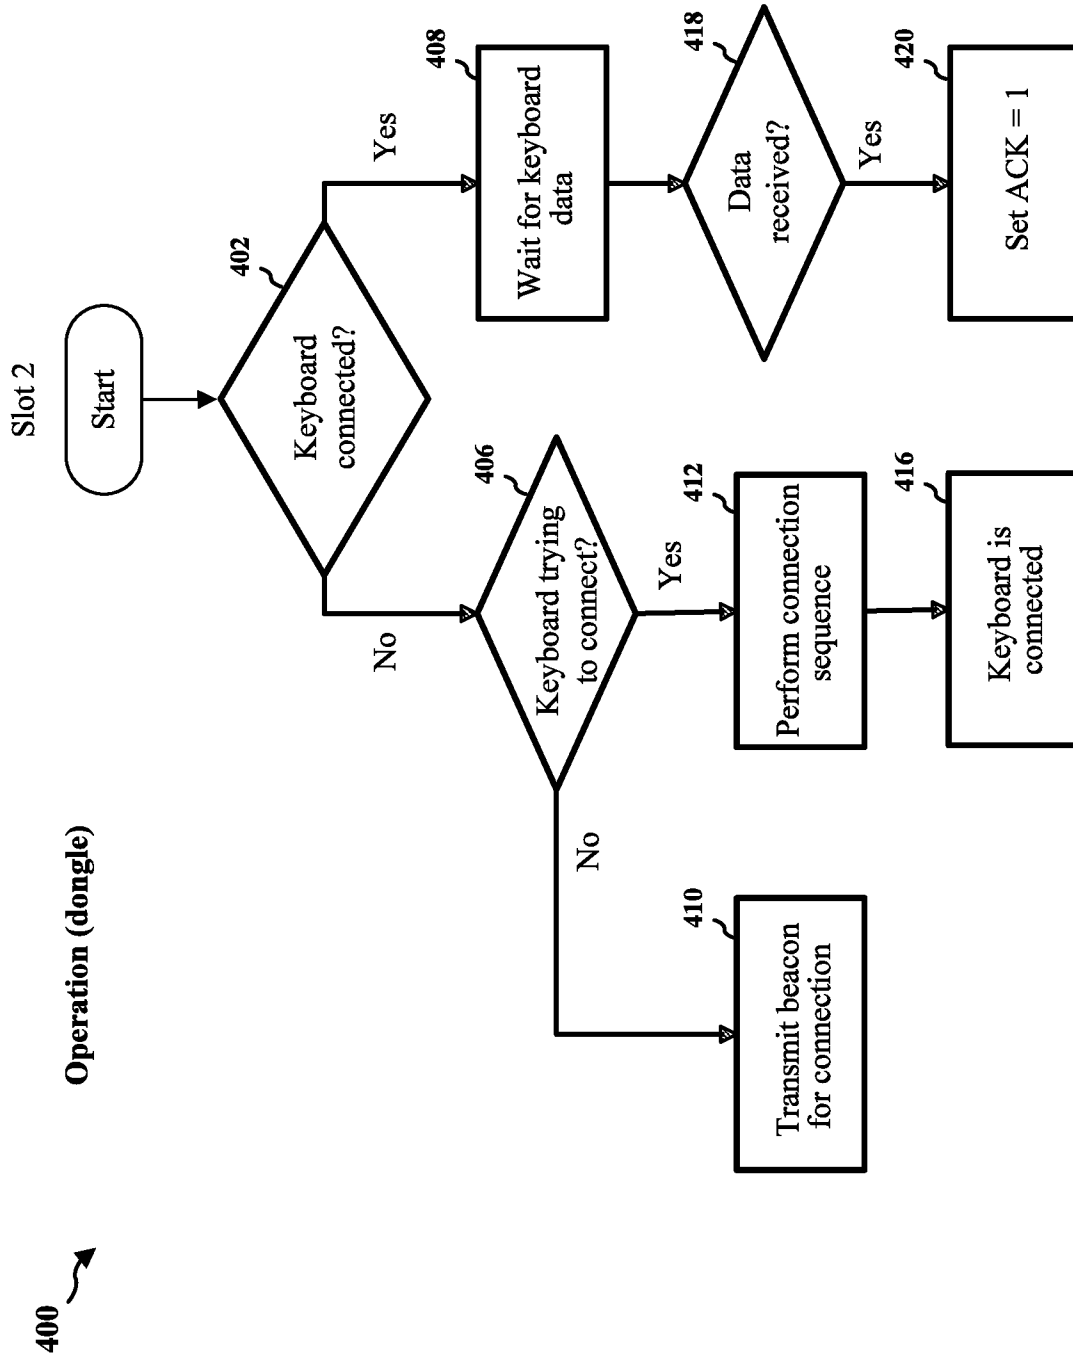 400
Operation (dongle)
Slot 2
Start
402
Keyboard
connected?
No
Yes
406
Keyboard trying
to connect?
No
Yes
408
Wait for keyboard
data
410
Transmit beacon
for connection
412
Perform connection
sequence
418
Data
received?
Yes
416
Keyboard is
connected
420
Set ACK = 1